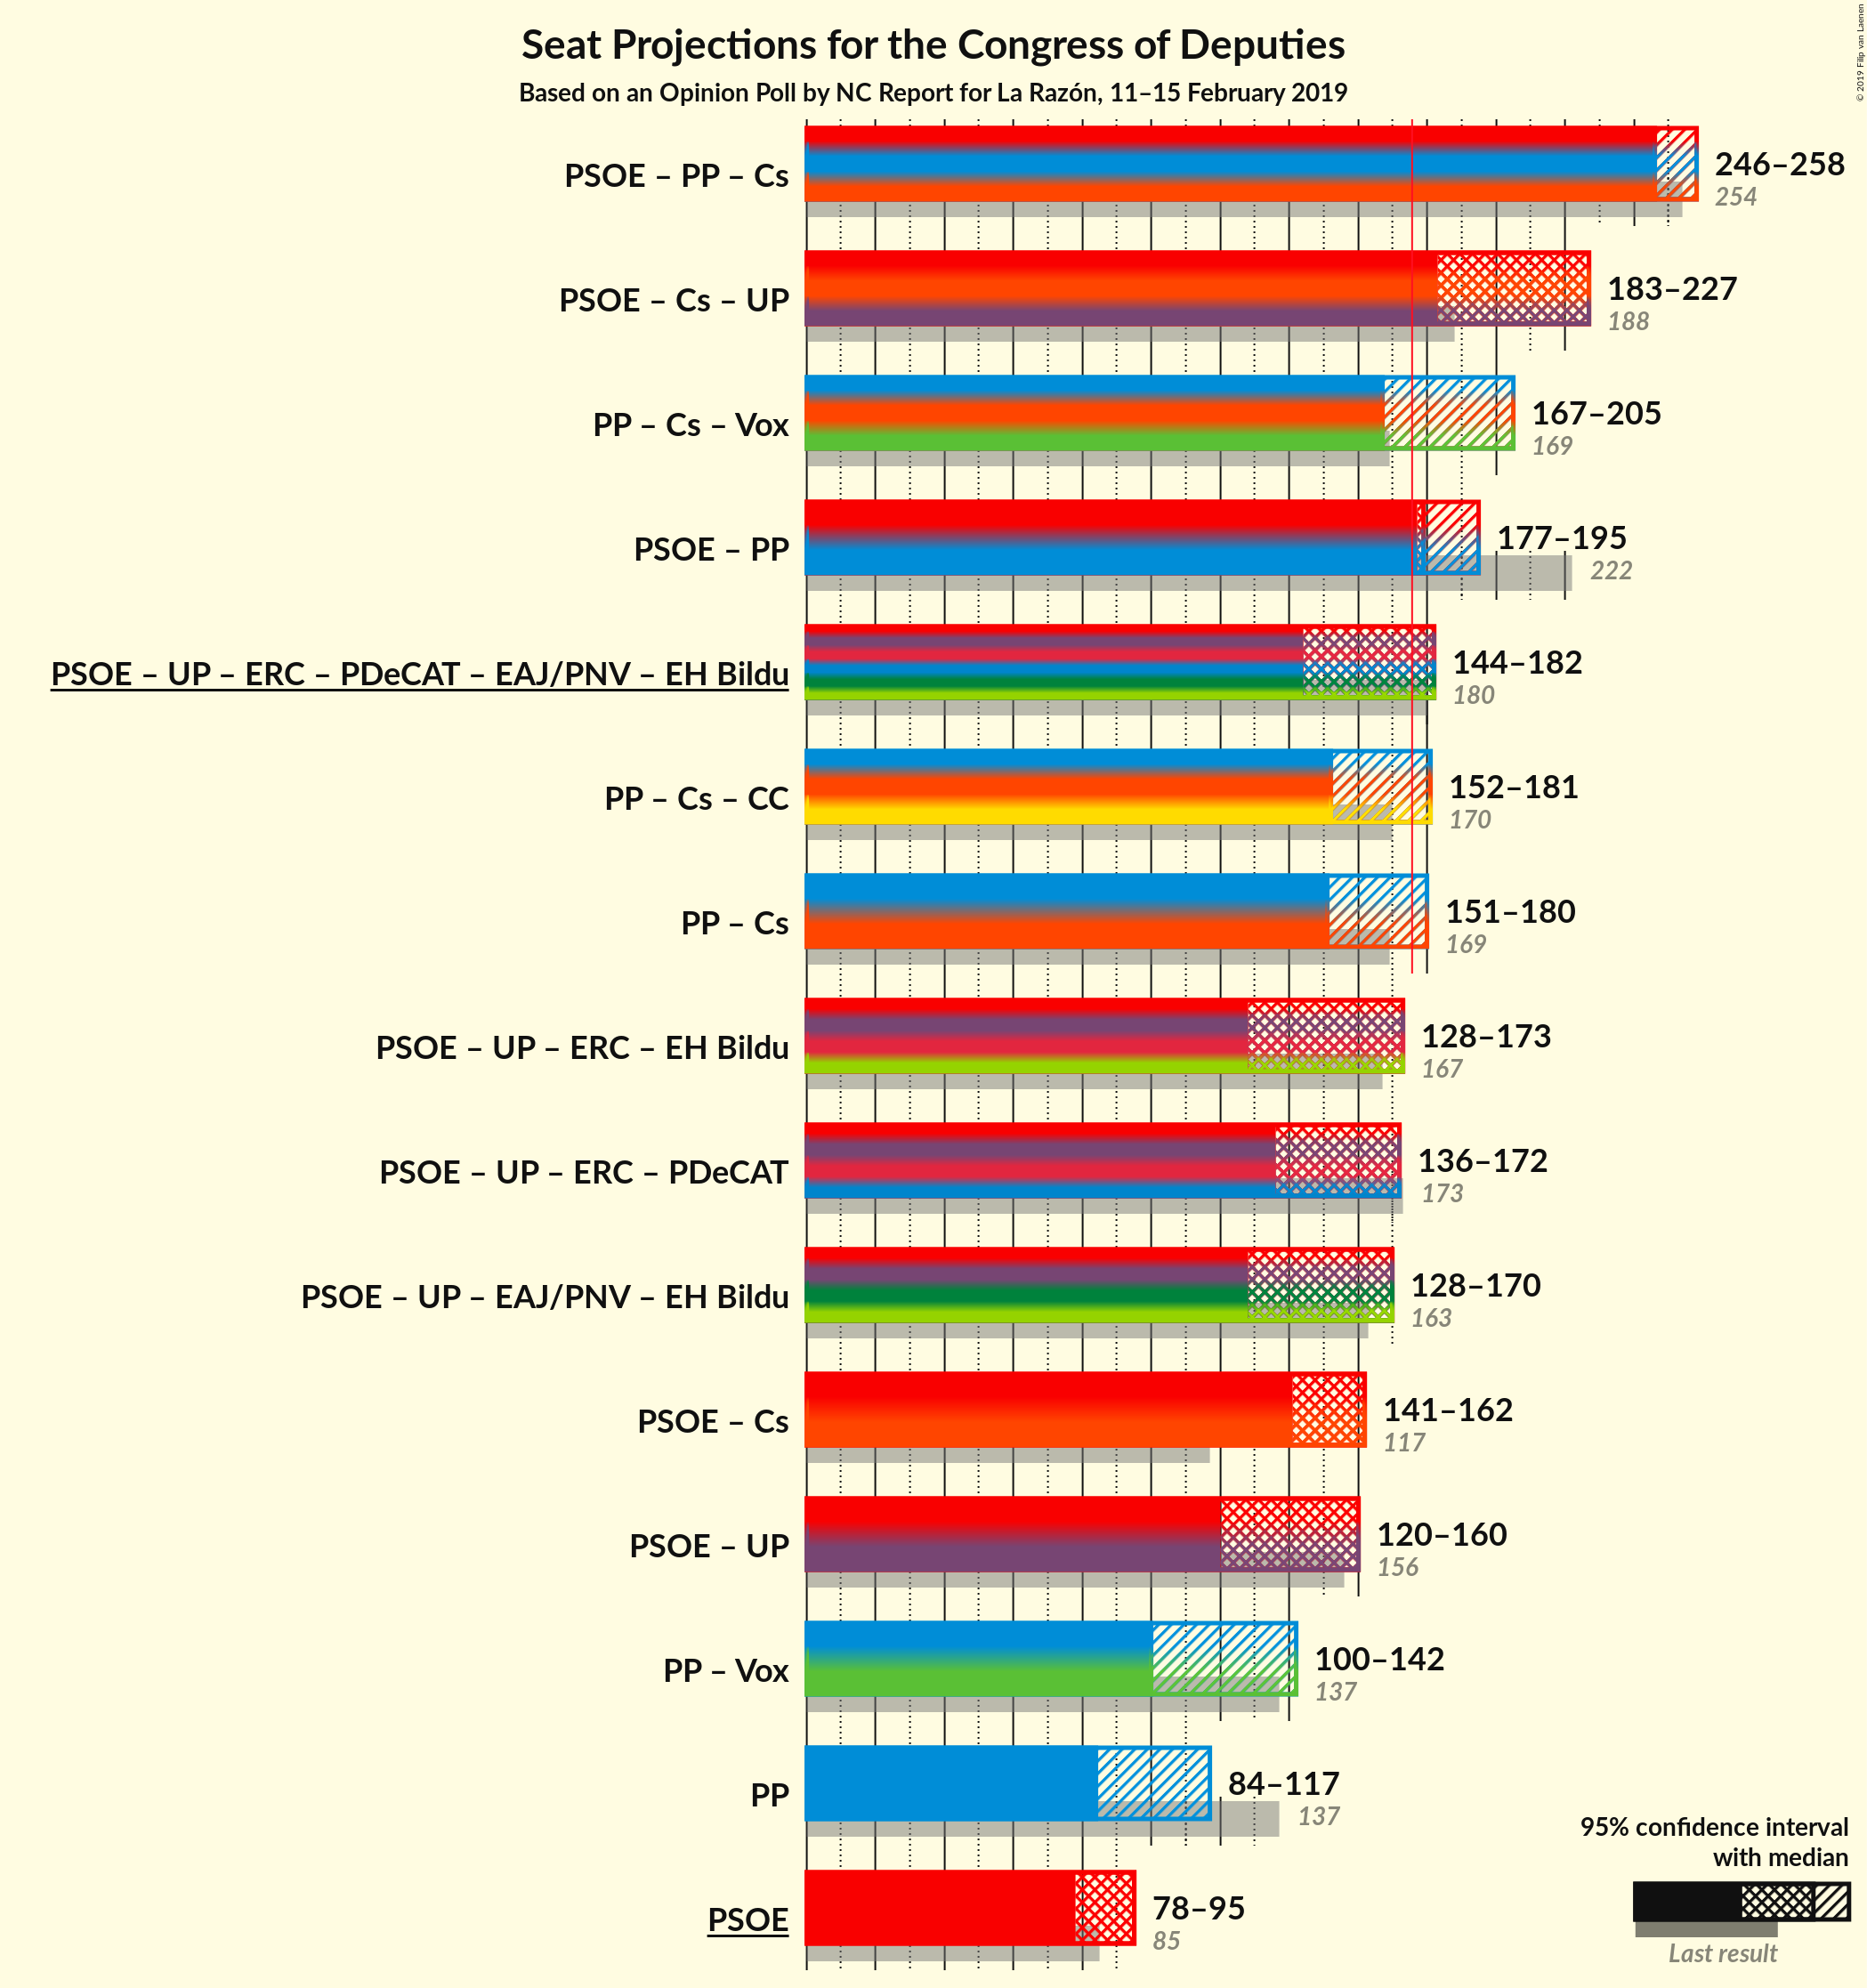 Seat Projections for the Congress of Deputies
Based on an Opinion Poll by NC Report for La Razón, 11–15 February 2019
© 2019 Filip van Laenen
PSOE – PP – Cs
246–258
254
PSOE – Cs – UP
183–227
188
PP – Cs – Vox
167–205
169
PSOE – PP
177–195
222
PSOE – UP – ERC – PDeCAT – EAJ/PNV – EH Bildu
144–182
180
PP – Cs – CC
152–181
170
PP – Cs
151–180
169
PSOE – UP – ERC – EH Bildu
128–173
167
PSOE – UP – ERC – PDeCAT
136–172
173
PSOE – UP – EAJ/PNV – EH Bildu
128–170
163
PSOE – Cs
141–162
117
PSOE – UP
120–160
156
PP – Vox
100–142
137
PP
84–117
137
PSOE
78–95
85
95% confidence interval
with median
Last result